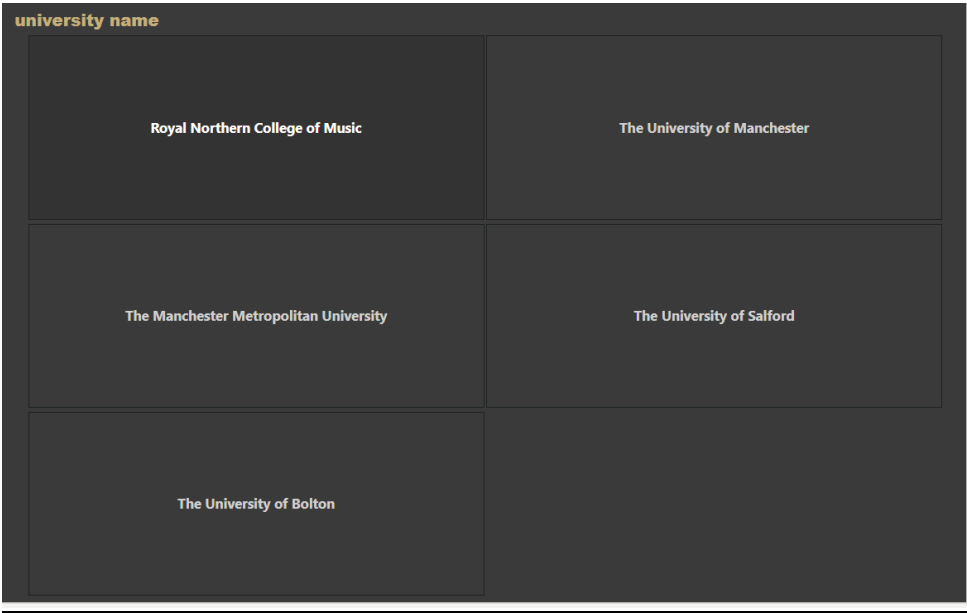 university name
Royal Northern College of Music
The University of Manchester
The Manchester Metropolitan University
The University of Salford
The University of Bolton